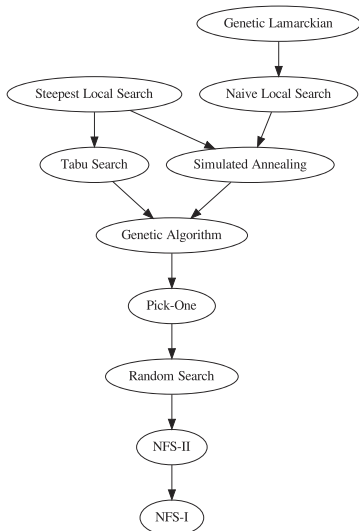 Genetic Lamarckian
Steepest Local Search
Naive Local Search
Tabu Search
Simulated Annealing
Genetic Algorithm
Pick-One
Random Search
NFS-II
NFS-I